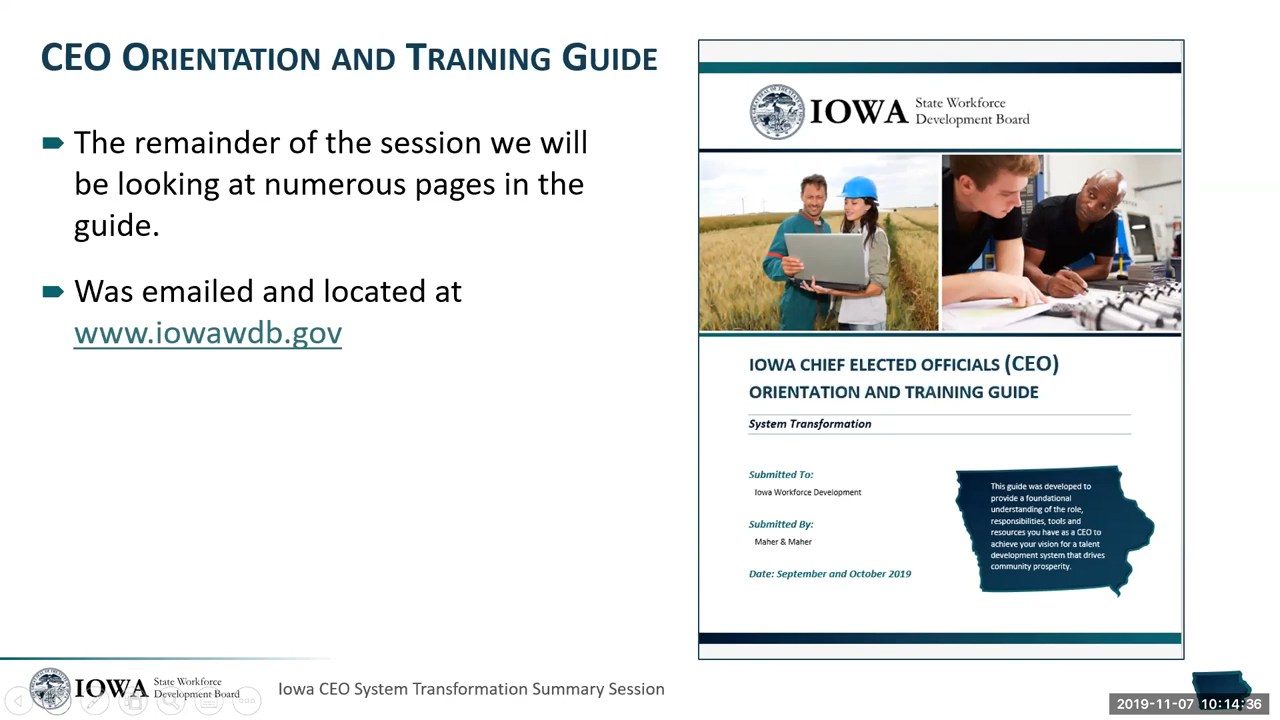 CEO ORIENTATION AND TRAINING GUIDE
The remainder of the session we will
be looking at numerous pages in the
guide.
Was emailed and located at
www.iowawdb.gov
IOWA
State Workforce
Development Board
IOWA CHIEF ELECTED OFFICIALS (CEO)
ORIENTATION AND TRAINING GUIDE
System Transformation
Submitted To:
Iowa Workforce Development
Submitted By:
Maher & Maher
Date: September and October 2019
This guide was developed to
provide a foundational
understanding of the role,
responsibilities, tools and
resources you have as a CEO to
achieve your vision for a talent
development system that drives
community prosperity.
IOWA
State Workforce
Development Board
Iowa CEO System Transformation Summary Session
2019-11-07 10:14:36